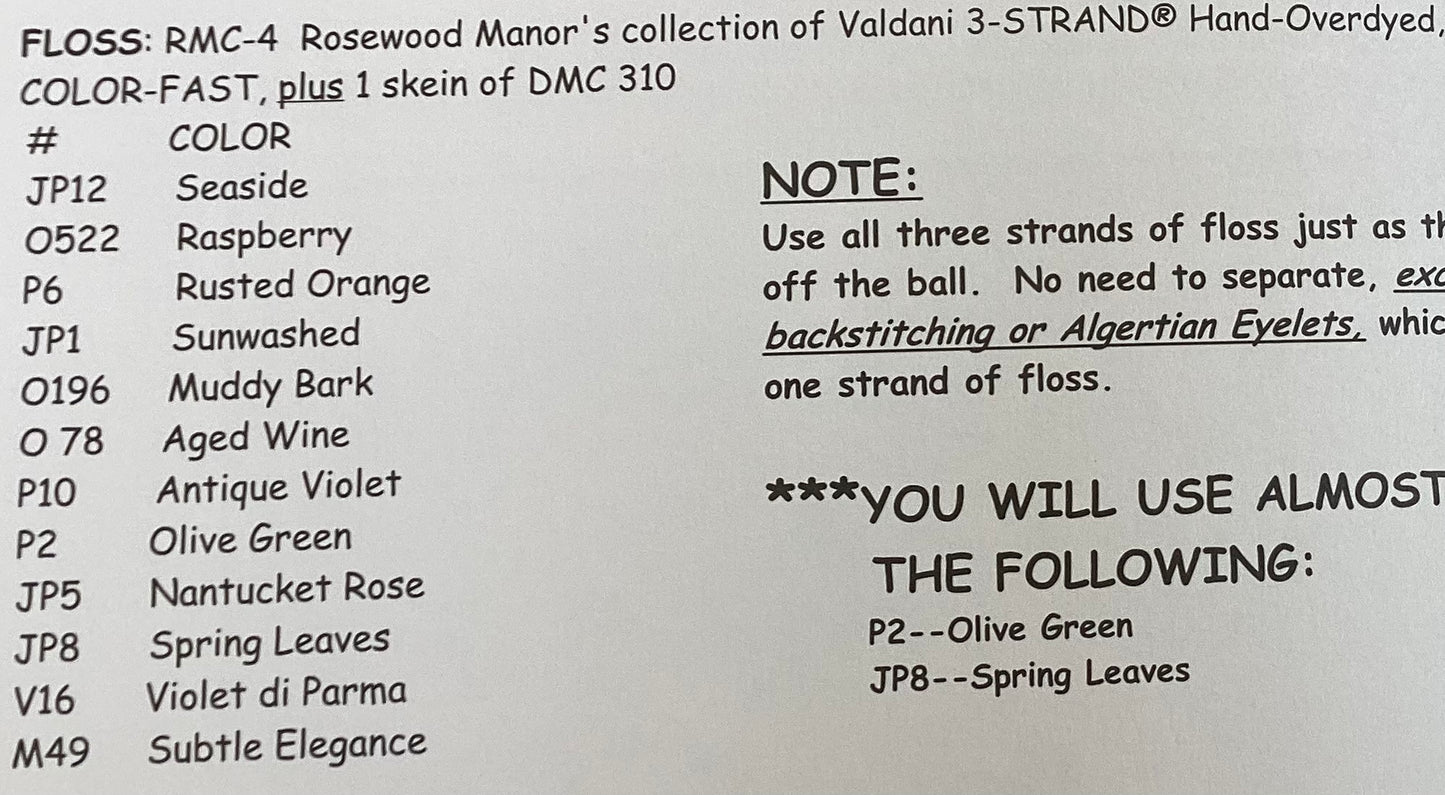 FLOSS: RMC-4 Rosewood Manor's collection of Valdani 3-STRAND® Hand-Overdyed,
COLOR-FAST, plus 1 skein of DMC 310
# COLOR
JP12 Seaside
O522 Raspberry
P6 Rusted Orange
JP1 Sunwashed
O196 Muddy Bark
O 78 Aged Wine
P10 Antique Violet
P2 Olive Green
JP5 Nantucket Rose
JP8 Spring Leaves
V16 Violet di Parma
M49 Subtle Elegance
NOTE:
Use all three strands of floss just as
off the ball. No need to separate,
backstitching or Algertian Eyelets,
one strand of floss.
***YOU WILL USE ALMOST
THE FOLLOWING:
P2--Olive Green
JP8--Spring Leaves